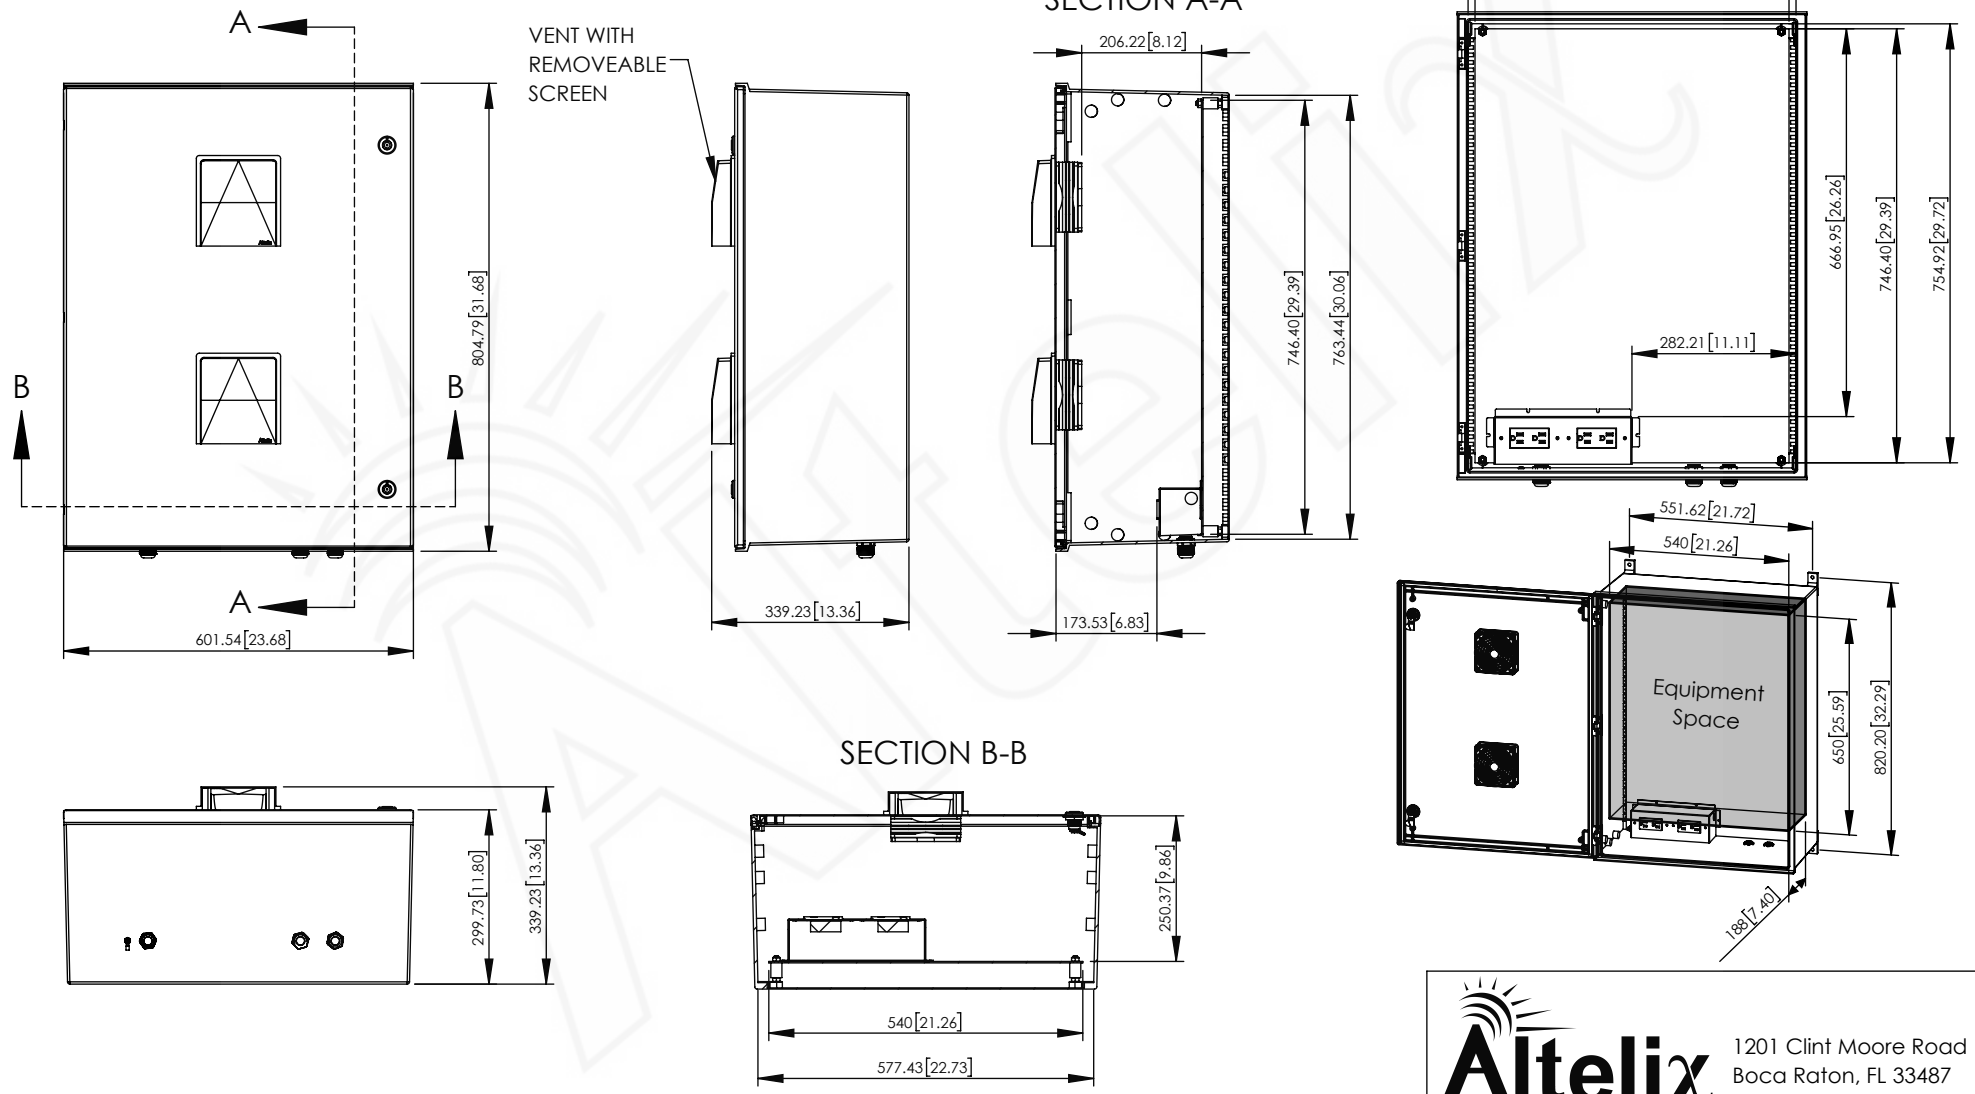 SECTION A-A
A
VENT WITH
REMOVEABLE
SCREEN
206.22[8.12]
804.79[31.68]
746.40[29.39]
763.44[30.06]
666.95[26.26]
746.40[29.39]
754.92[29.72]
282.21[11.11]
B
B
A
601.54[23.68]
339.23[13.36]
173.53[6.83]
551.62[21.72]
540[21.26]
Equipment
Space
650[25.59]
820.20[32.29]
188[7.40]
SECTION B-B
299.73[11.80]
339.23[13.36]
250.37[9.86]
540[21.26]
577.43[22.73]
Altelix
1201 Clint Moore Road
Boca Raton, FL 33487
Altelix
Altelix
Altelix